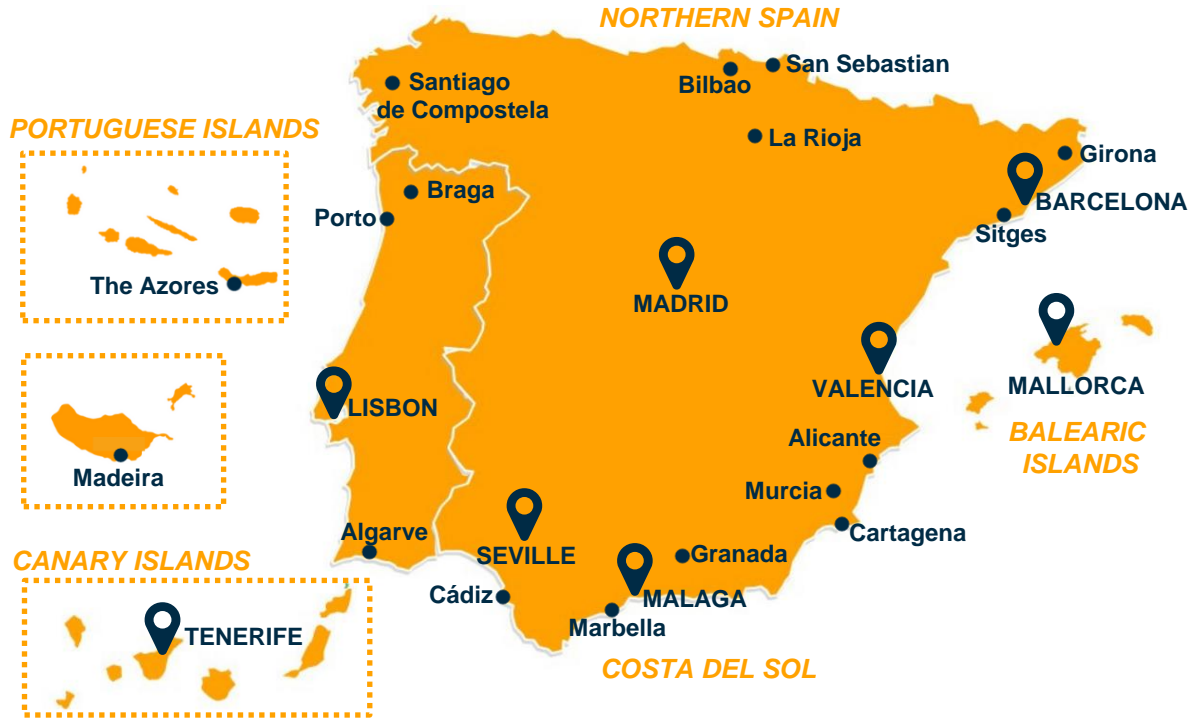 NORTHERN SPAIN
San Sebastian
Bilbao
Santiago
de Compostela
PORTUGUESE ISLANDS
La Rioja
Girona
Braga
BARCELONA
Porto
Sitges
The Azores
MADRID
VALENCIA
MALLORCA
LISBON
BALEARIC
ISLANDS
Alicante
Madeira
Murcia
Cartagena
Algarve
SEVILLE
Granada
CANARY ISLANDS
Cádiz
MALAGA
Marbella
TENERIFE
COSTA DEL SOL